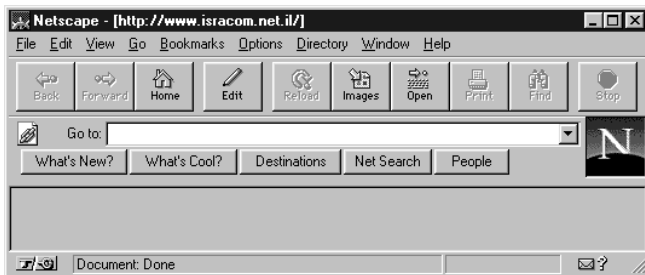 Netscape - [http://www.isracom.net.il/]
File Edit View Go Bookmarks Options Directory Window Help
Back Forward Home Edit Reload Images Open Print Find Stop
Go to: N
What's New? What's Cool? Destinations Net Search People
Document: Done ?